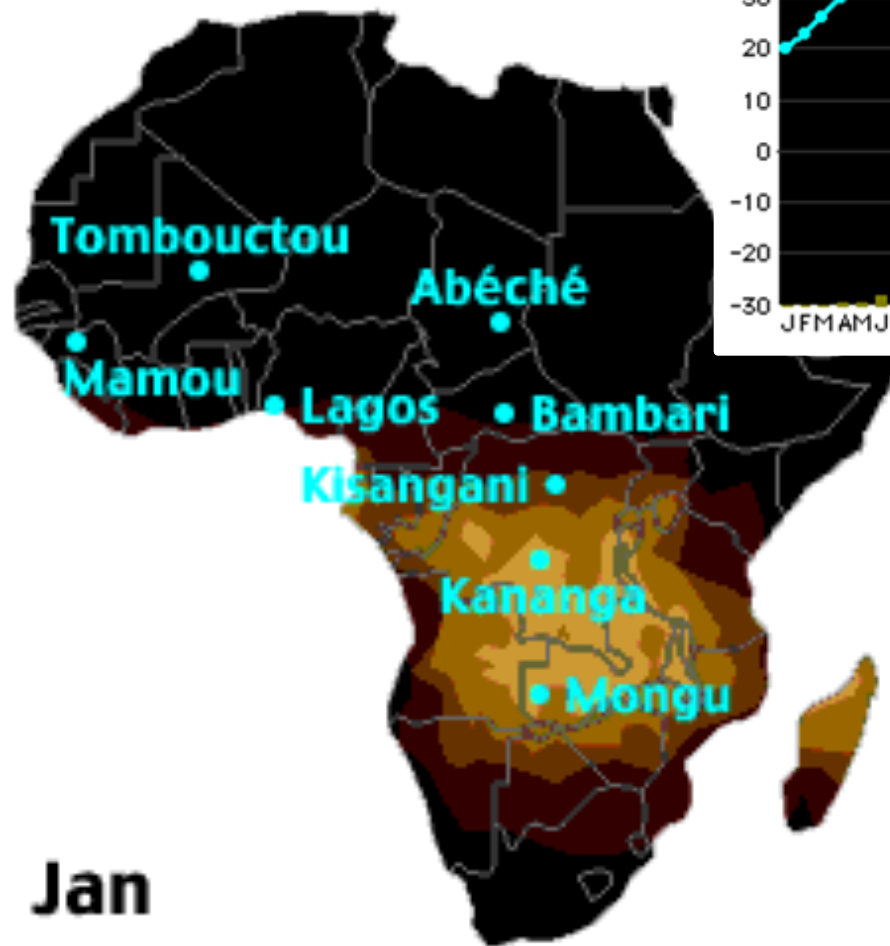 30
20
10
0
-10
-20
-30
JFMAMJ
Tombouctou
Abéché
Mamou
Lagos
Bambari
Kisangani
Kananga
Mongu
Jan